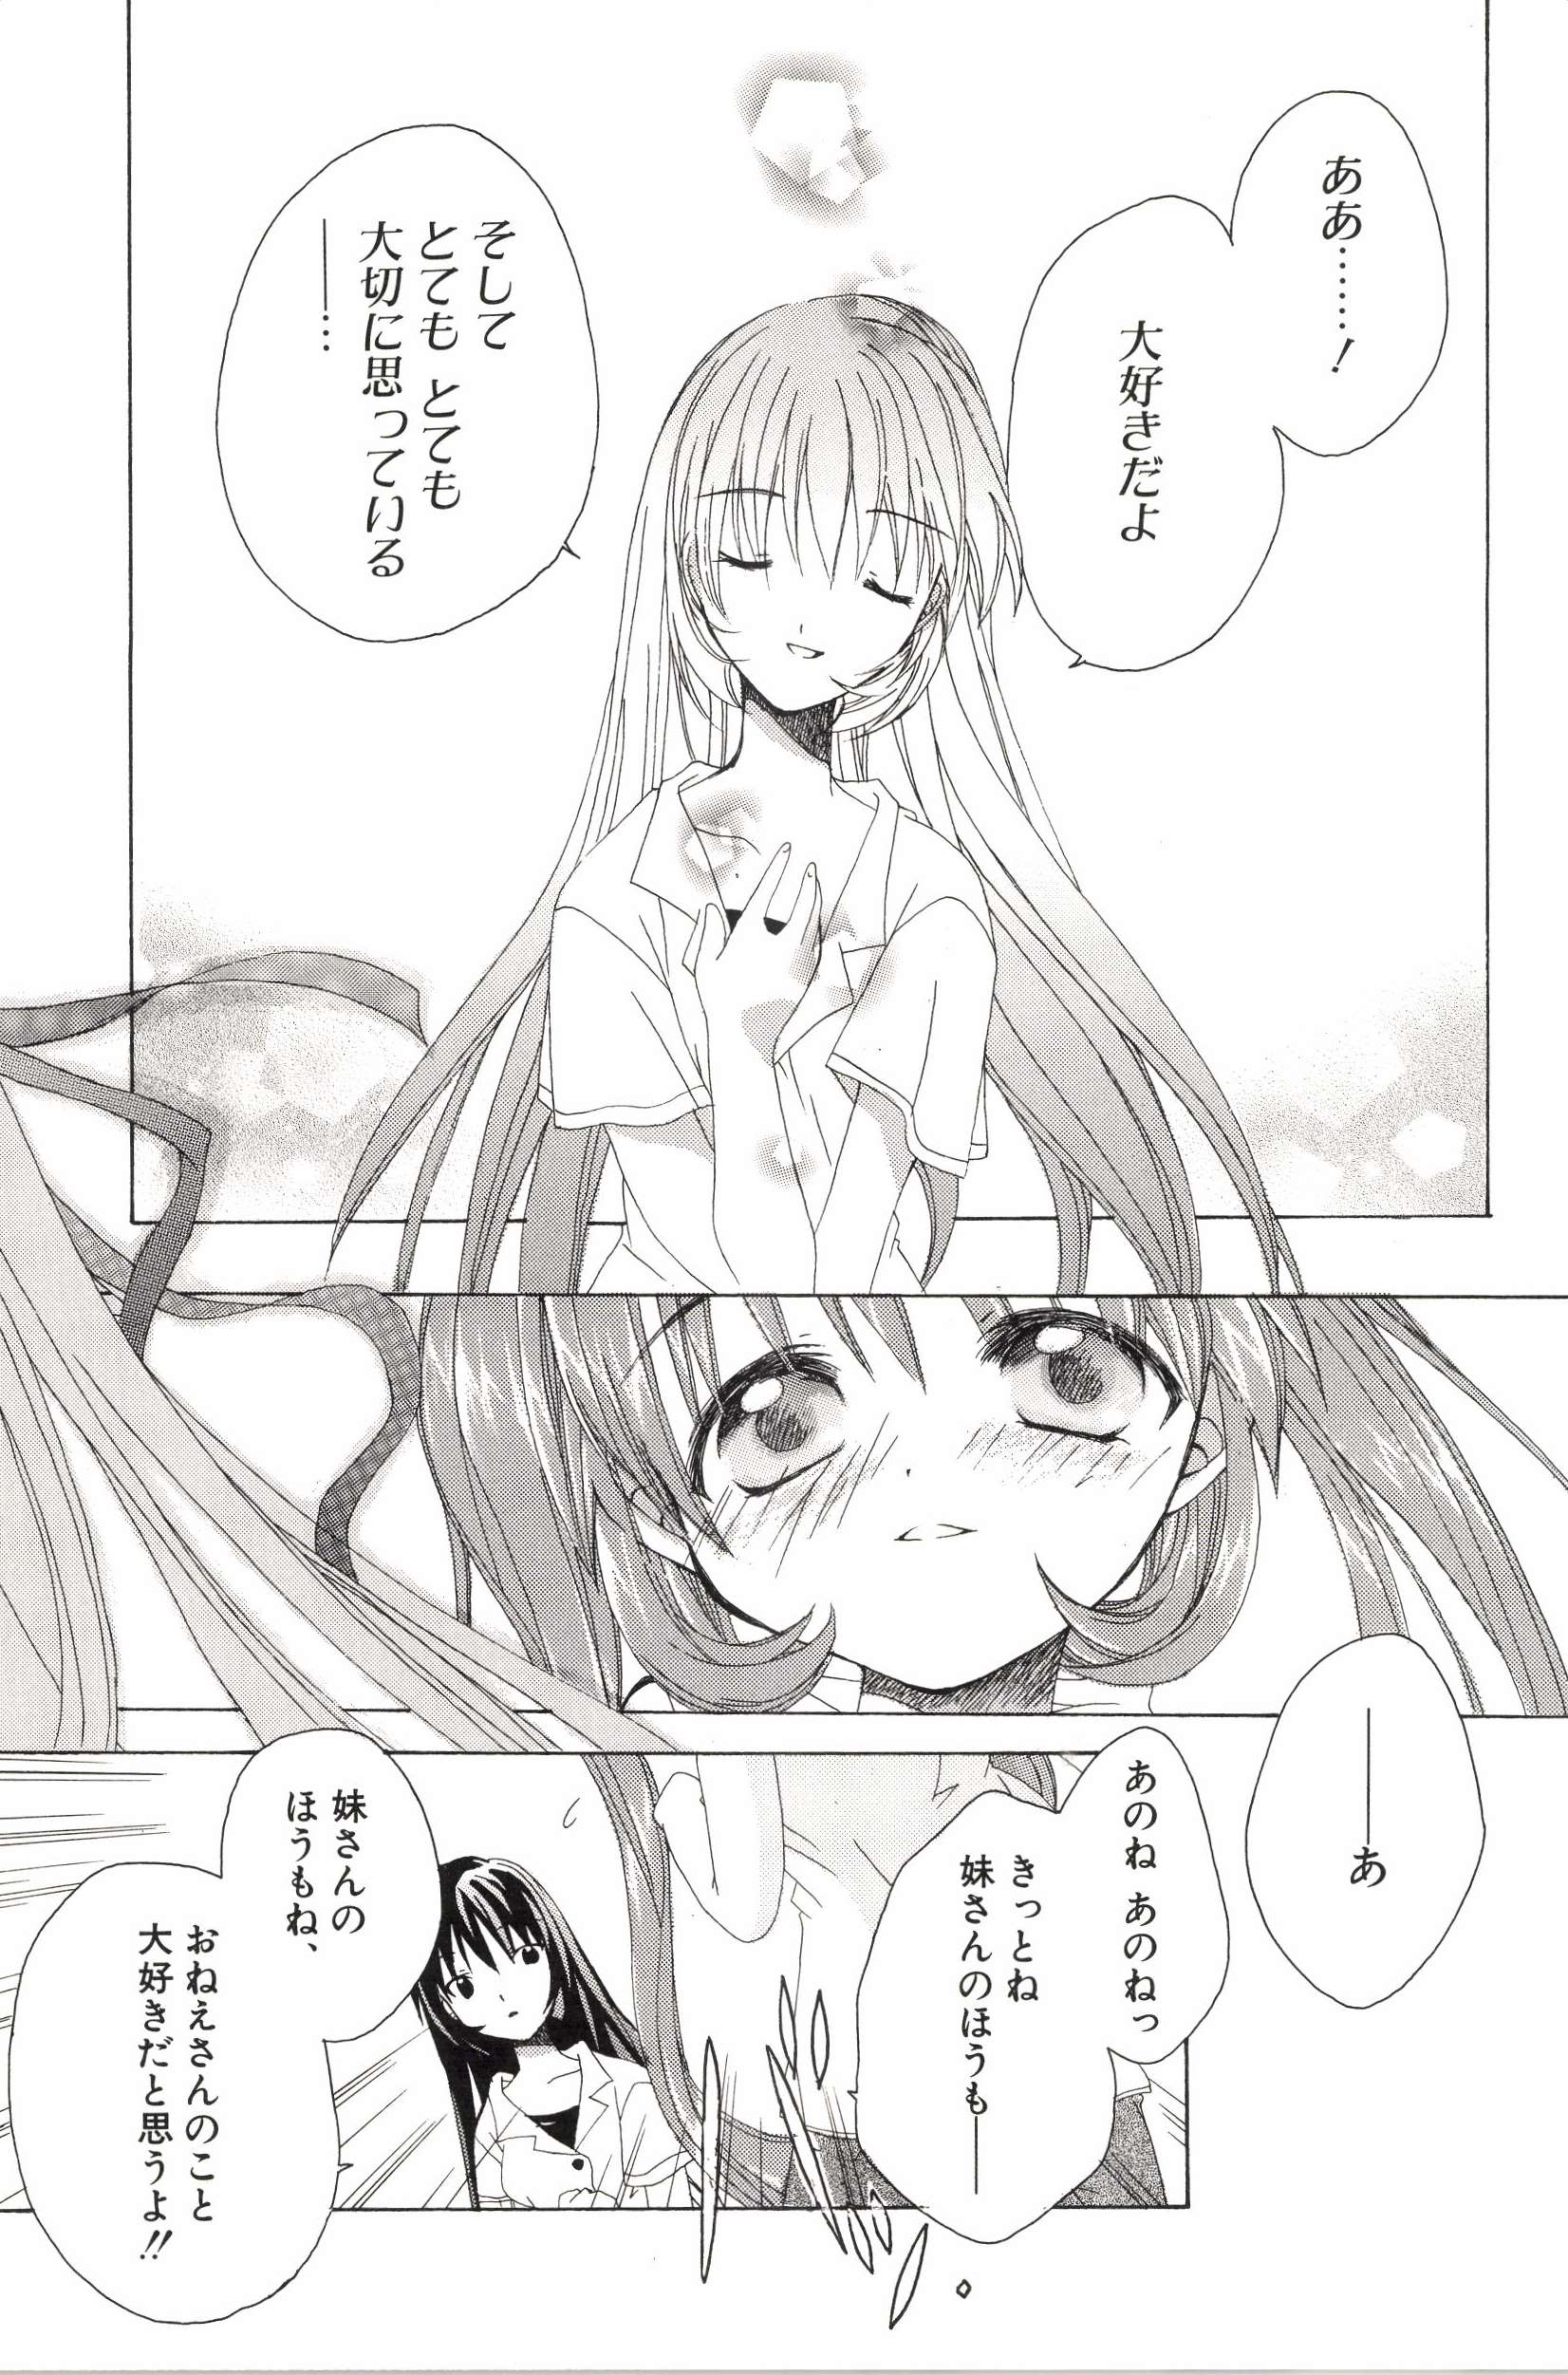 ああ……！
大好きだよ
そして
とても とても
大切に思っている
――…
――あ
あのね あのねっ
きっとね
妹さんのほうも――
妹さんの
ほうもね、
おねえさんのこと
大好きだと思うよ!!